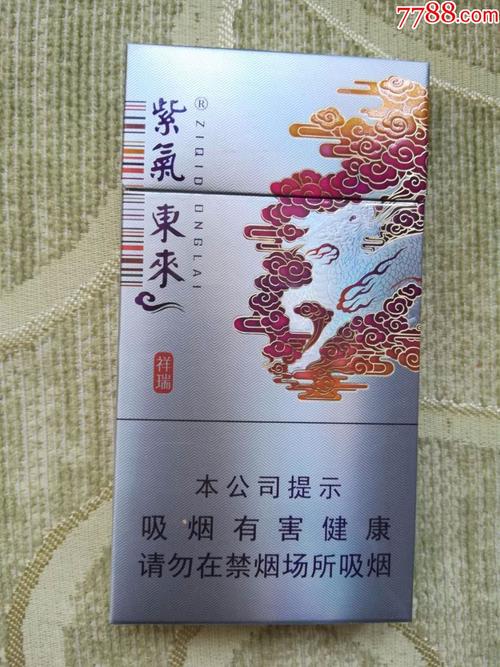 7788.com
紫氣東來
®
ZIQIDONGLAI
祥瑞
本公司提示
吸烟有害健康
请勿在禁烟场所吸烟